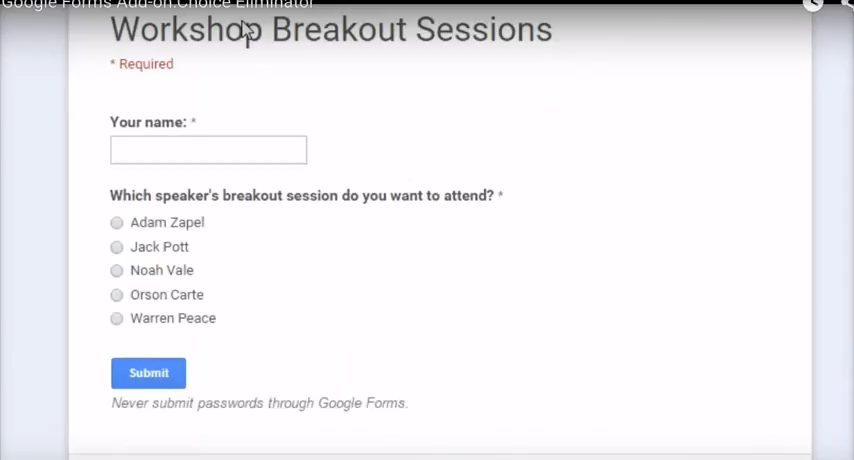 Google Forms Add-on:Choice Eliminator
Workshop Breakout Sessions
* Required
Your name: *
Which speaker's breakout session do you want to attend? *
Adam Zapel
Jack Pott
Noah Vale
Orson Carte
Warren Peace
Submit
Never submit passwords through Google Forms.